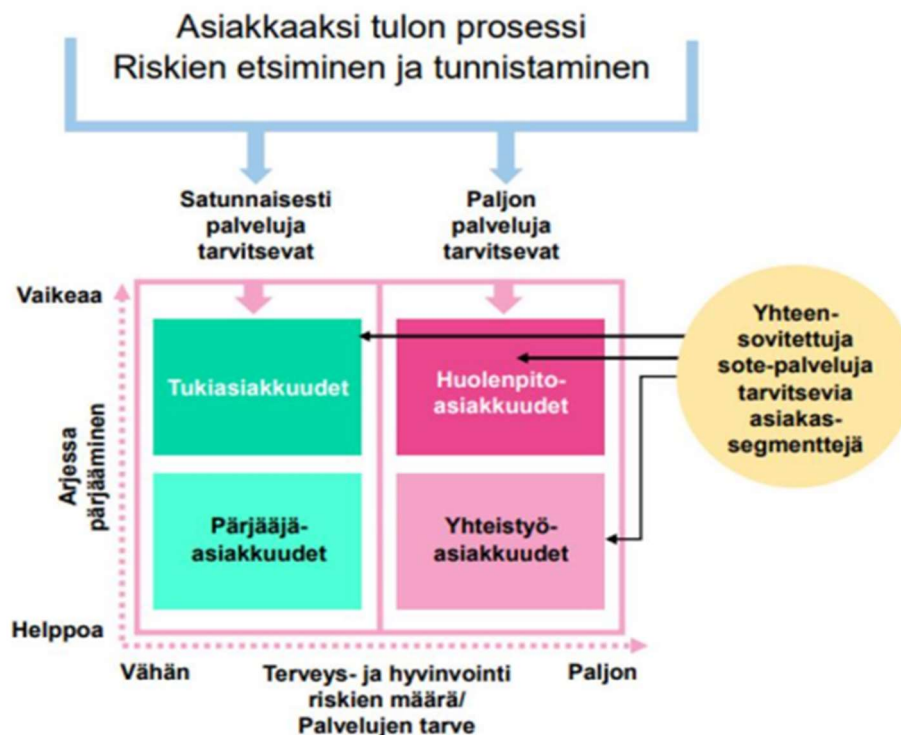 Asiakkaaksi tulon prosessi
Riskien etsiminen ja tunnistaminen
Satunnaisesti
palveluja
tarvitsevat
Paljon
palveluja
tarvitsevat
Vaikeaa
Arjessa
pärjääminen
Helppoa
Tukiasiakkuudet
Huolenpito-
asiakkuudet
Pärjääjä-
asiakkuudet
Yhteistyö-
asiakkuudet
Yhteen-
sovitettuja
sote-palveluja
tarvitsevia
asiakas-
segmenttejä
Vähän
Terveys- ja hyvinvointi
riskien määrä/
Palvelujen tarve
Paljon